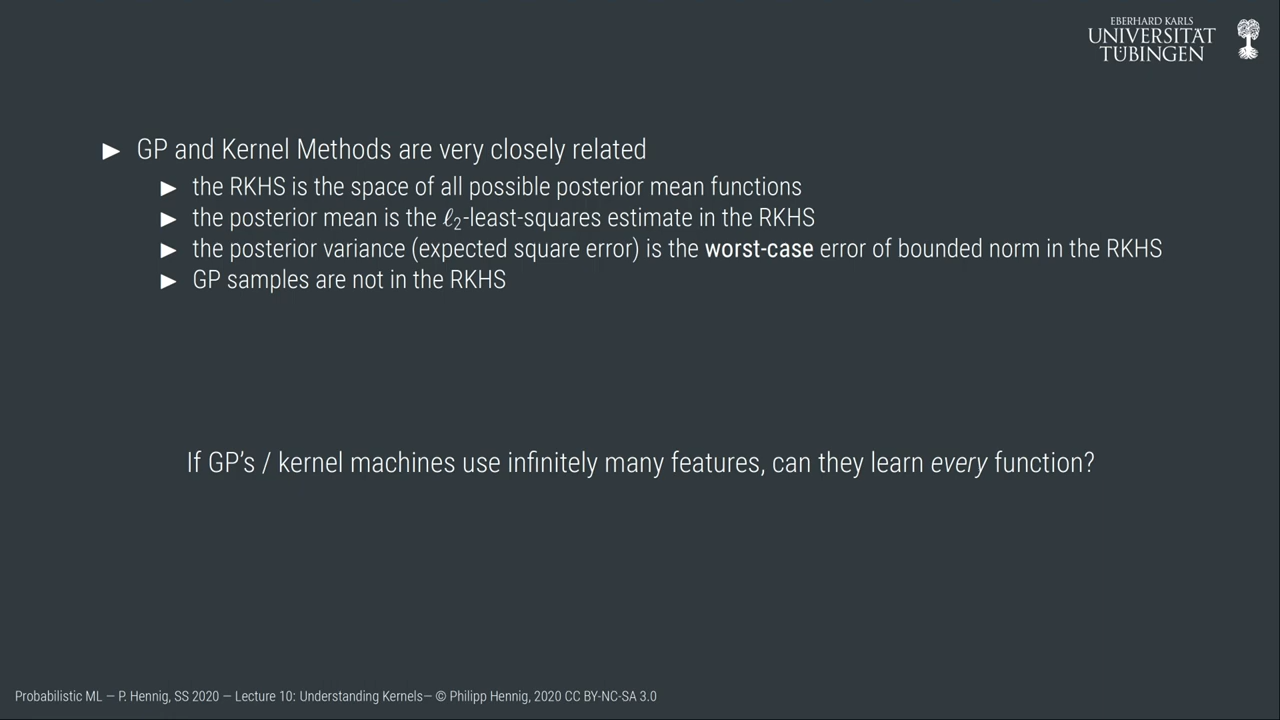 EBERHARD KARLS
UNIVERSITÄT
TÜBINGEN
► GP and Kernel Methods are very closely related
► the RKHS is the space of all possible posterior mean functions
► the posterior mean is the ℓ₂-least-squares estimate in the RKHS
► the posterior variance (expected square error) is the worst-case error of bounded norm in the RKHS
► GP samples are not in the RKHS
If GP's / kernel machines use infinitely many features, can they learn every function?
Probabilistic ML — P. Hennig, SS 2020 — Lecture 10: Understanding Kernels— © Philipp Hennig, 2020 CC BY-NC-SA 3.0